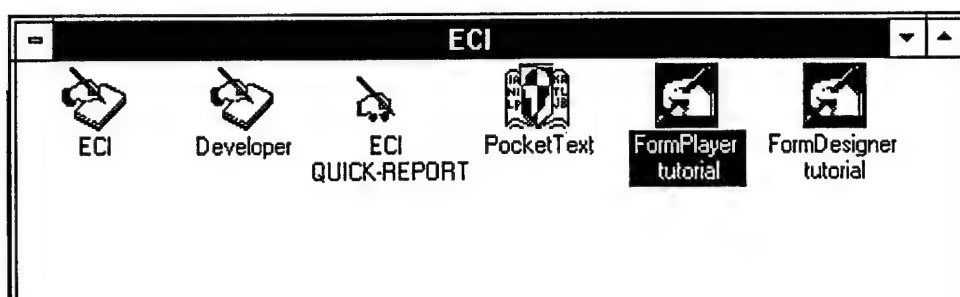 ECI
ECI
Developer
ECI
QUICK-REPORT
PocketText
FormPlayer
tutorial
FormDesigner
tutorial